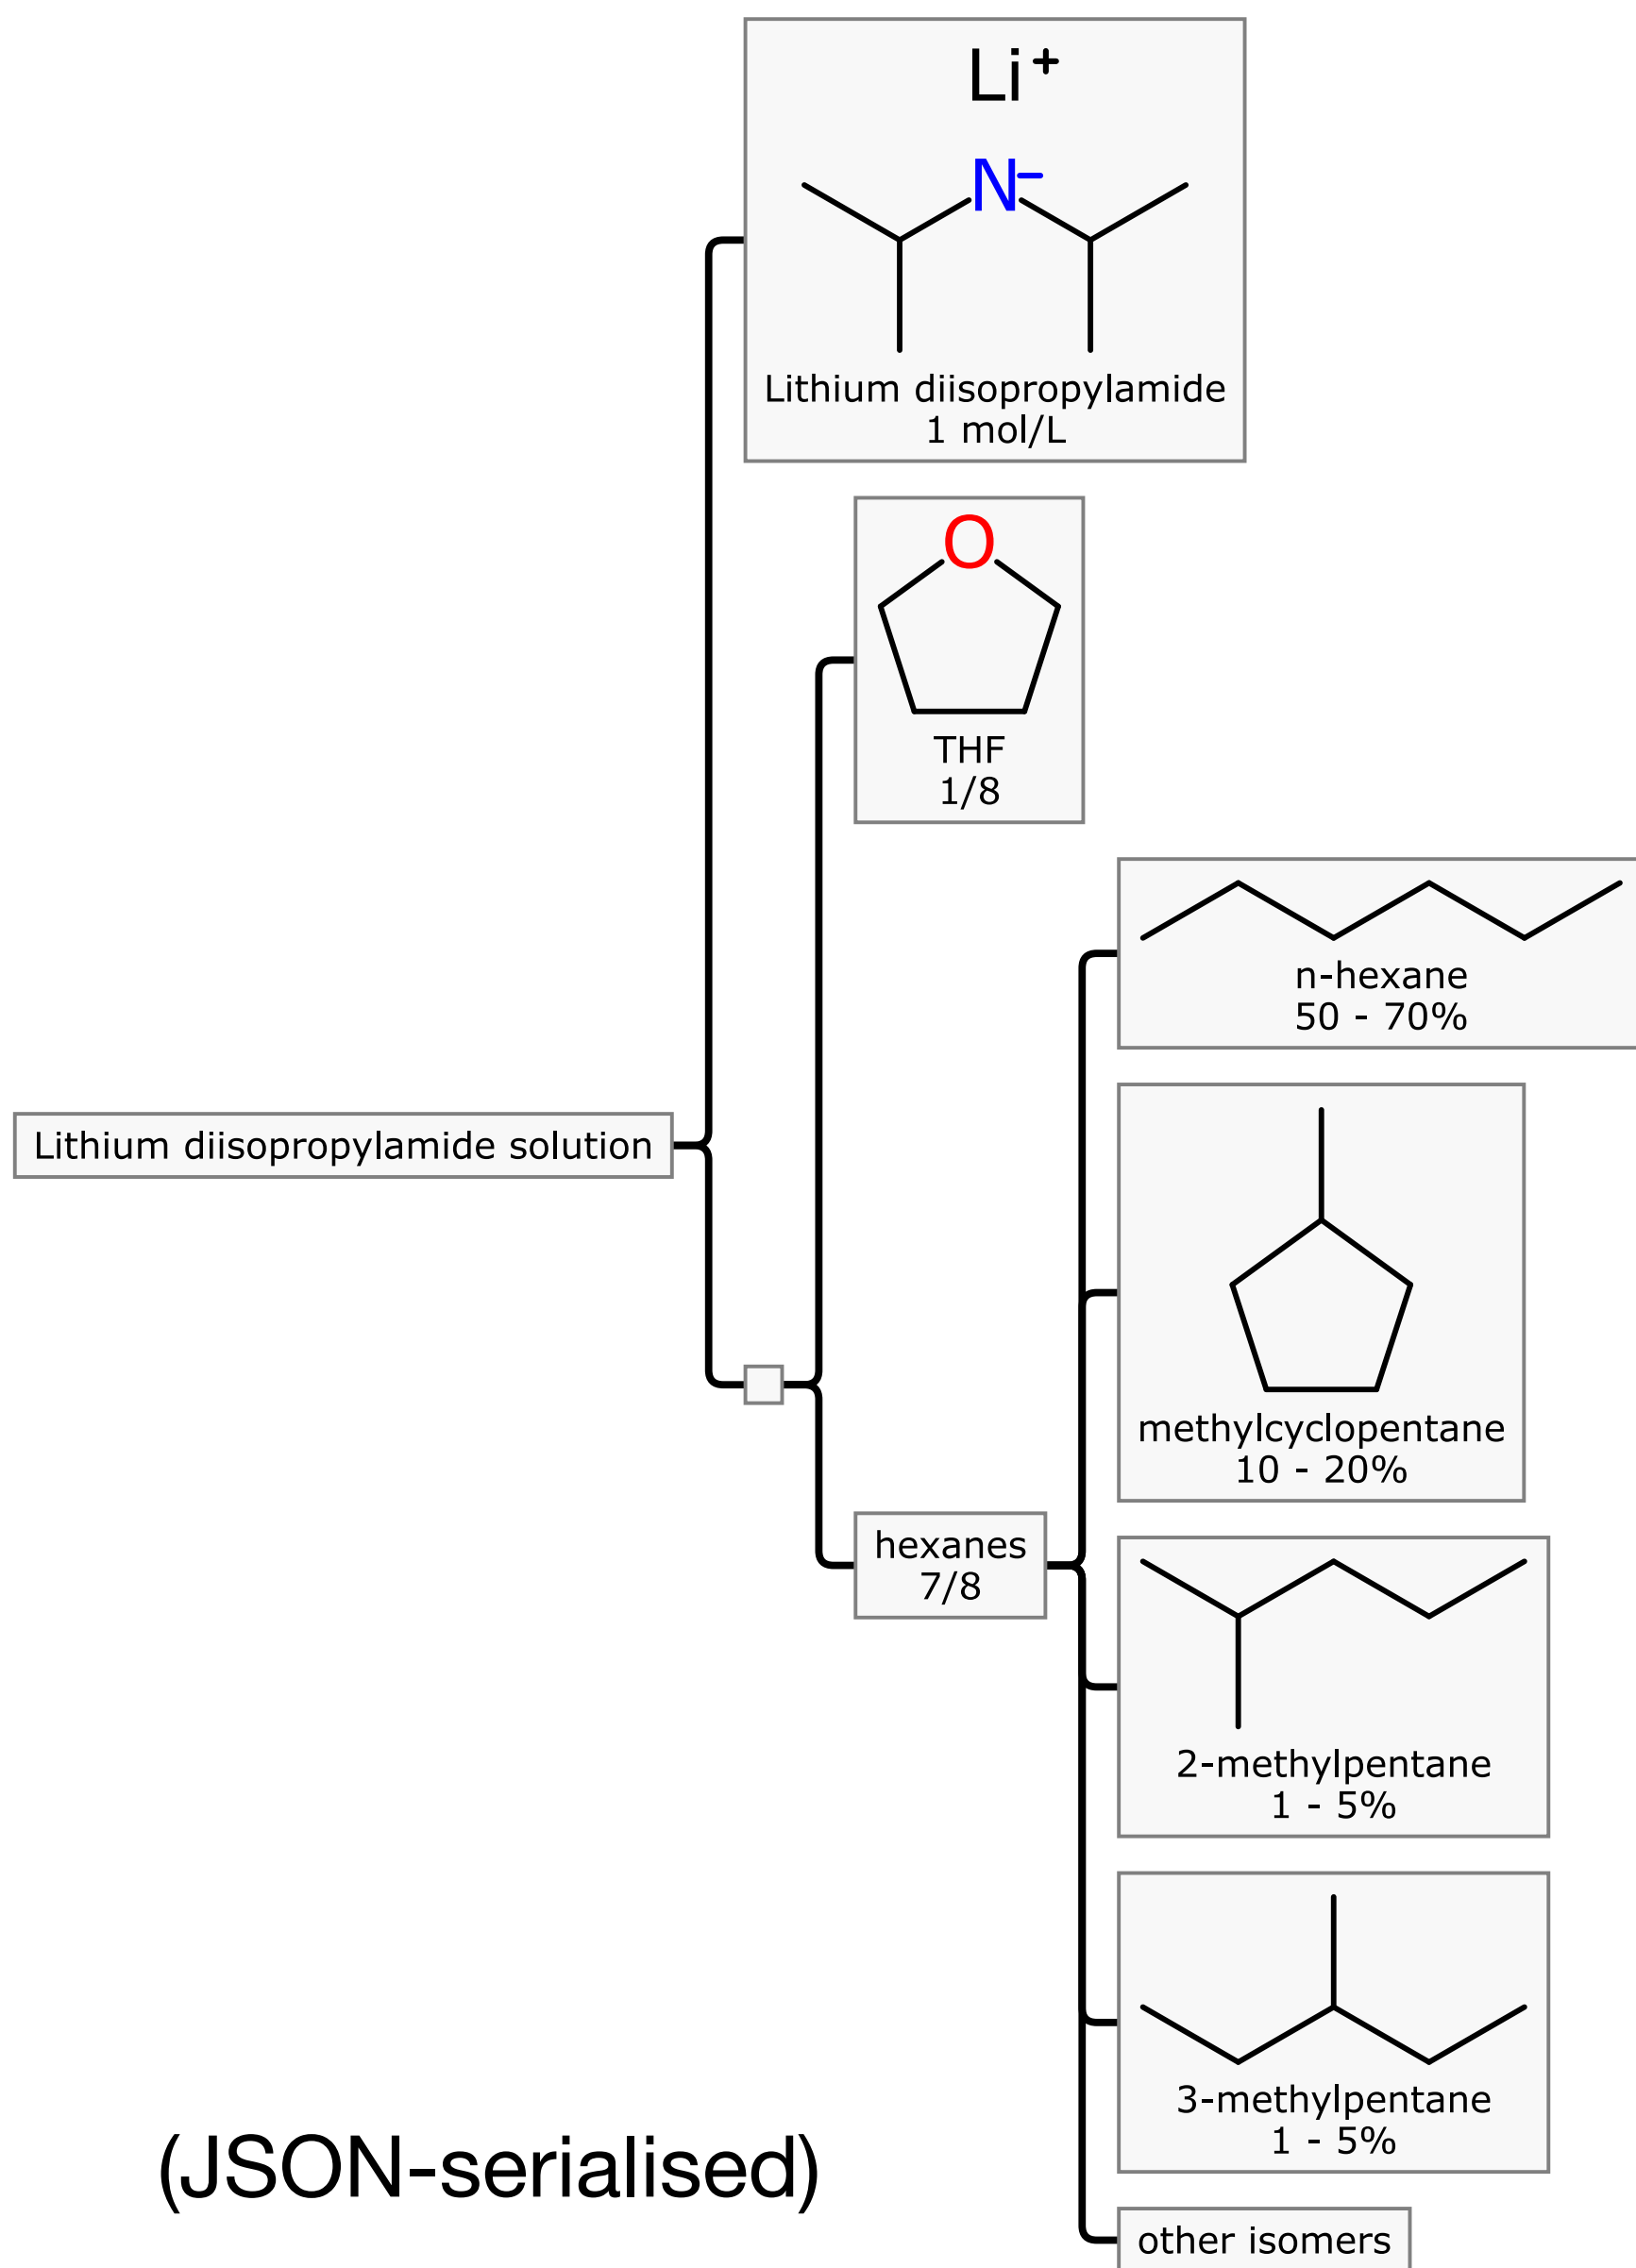 Li+
N−
Lithium diisopropylamide
1 mol/L
O
THF
1/8
n-hexane
50 - 70%
Lithium diisopropylamide solution
methylcyclopentane
10 - 20%
hexanes
7/8
2-methylpentane
1 - 5%
3-methylpentane
1 - 5%
(JSON-serialised)
other isomers